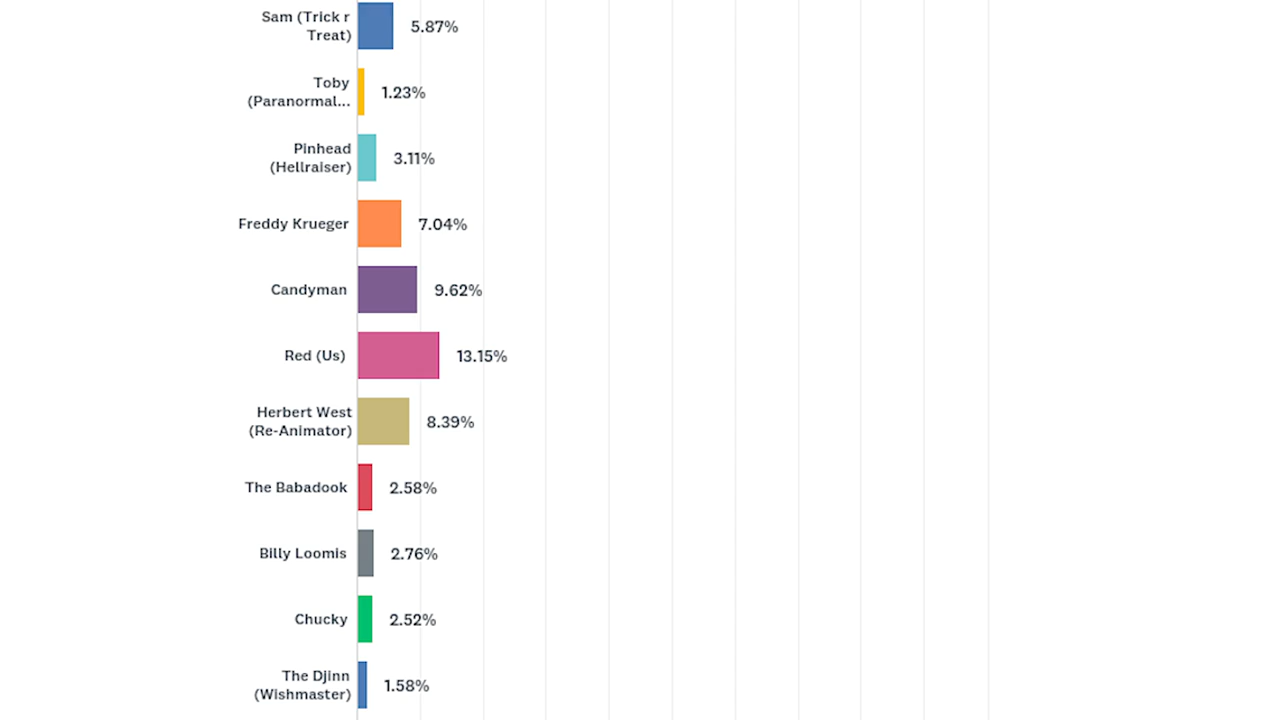 Sam (Trick r
Treat)
5.87%
Toby
(Paranormal...
1.23%
Pinhead
(Hellraiser)
3.11%
Freddy Krueger
7.04%
Candyman
9.62%
Red (Us)
13.15%
Herbert West
(Re-Animator)
8.39%
The Babadook
2.58%
Billy Loomis
2.76%
Chucky
2.52%
The Djinn
(Wishmaster)
1.58%